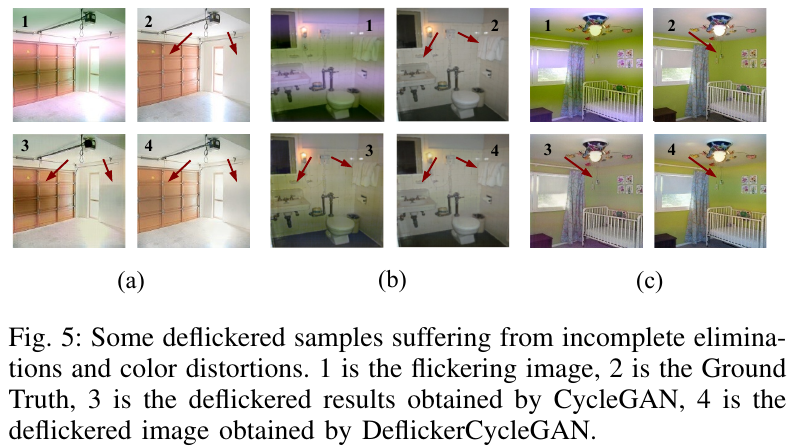 1 2 1 2 1 2
3 4 3 4 3 4
(a) (b) (c)
Fig. 5: Some deflickered samples suffering from incomplete elimina-
tions and color distortions. 1 is the flickering image, 2 is the Ground
Truth, 3 is the deflickered results obtained by CycleGAN, 4 is the
deflickered image obtained by DeflickerCycleGAN.